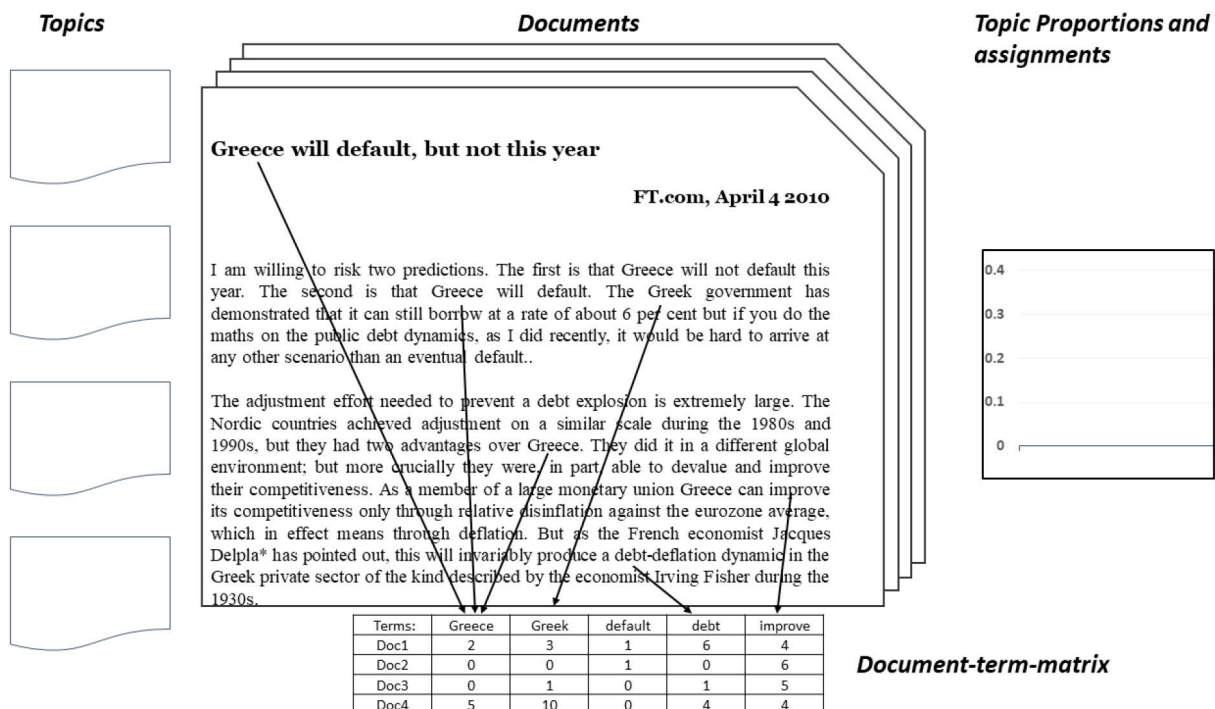 Topics
Documents
Topic Proportions and
assignments
Greece will default, but not this year
FT.com, April 4 2010
I am willing to risk two predictions. The first is that Greece will not default this
year. The second is that Greece will default. The Greek government has
demonstrated that it can still borrow at a rate of about 6 per cent but if you do the
maths on the public debt dynamics, as I did recently, it would be hard to arrive at
any other scenario than an eventual default..
The adjustment effort needed to prevent a debt explosion is extremely large. The
Nordic countries achieved adjustment on a similar scale during the 1980s and
1990s, but they had two advantages over Greece. They did it in a different global
environment; but more crucially they were, in part, able to devalue and improve
their competitiveness. As a member of a large monetary union Greece can improve
its competitiveness only through relative disinflation against the eurozone average,
which in effect means through deflation. But as the French economist Jacques
Delpla* has pointed out, this will invariably produce a debt-deflation dynamic in the
Greek private sector of the kind described by the economist Irving Fisher during the
1930s.
0.4
0.3
0.2
0.1
0
Terms: Greece Greek default debt improve
Doc1 2 3 1 6 4
Doc2 0 0 1 0 6
Doc3 0 1 0 1 5
Doc4 5 10 0 4 4
Document-term-matrix